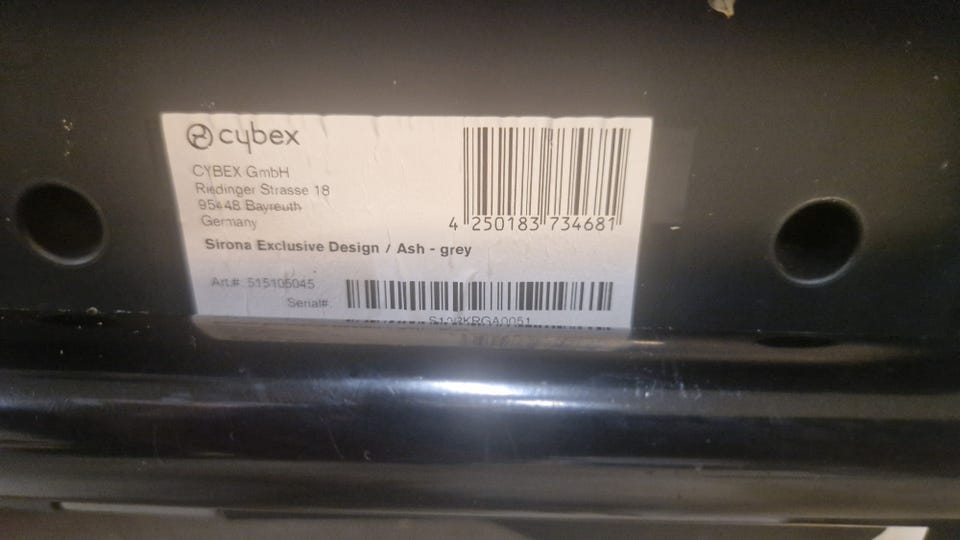 cybex
CYBEX GmbH
Riedinger Strasse 18
95448 Bayreuth
Germany
4 250183 734681
Sirona Exclusive Design / Ash - grey
Art.# 515105045
Serial#